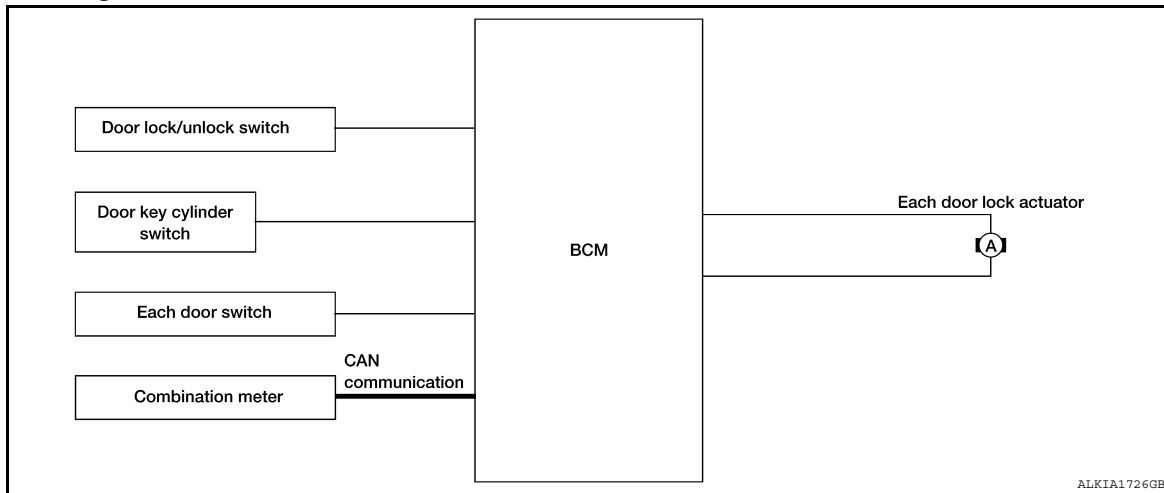 Door lock/unlock switch
Door key cylinder
switch
Each door switch
CAN
communication
Combination meter
BCM
Each door lock actuator
A
ALKIA1726GB